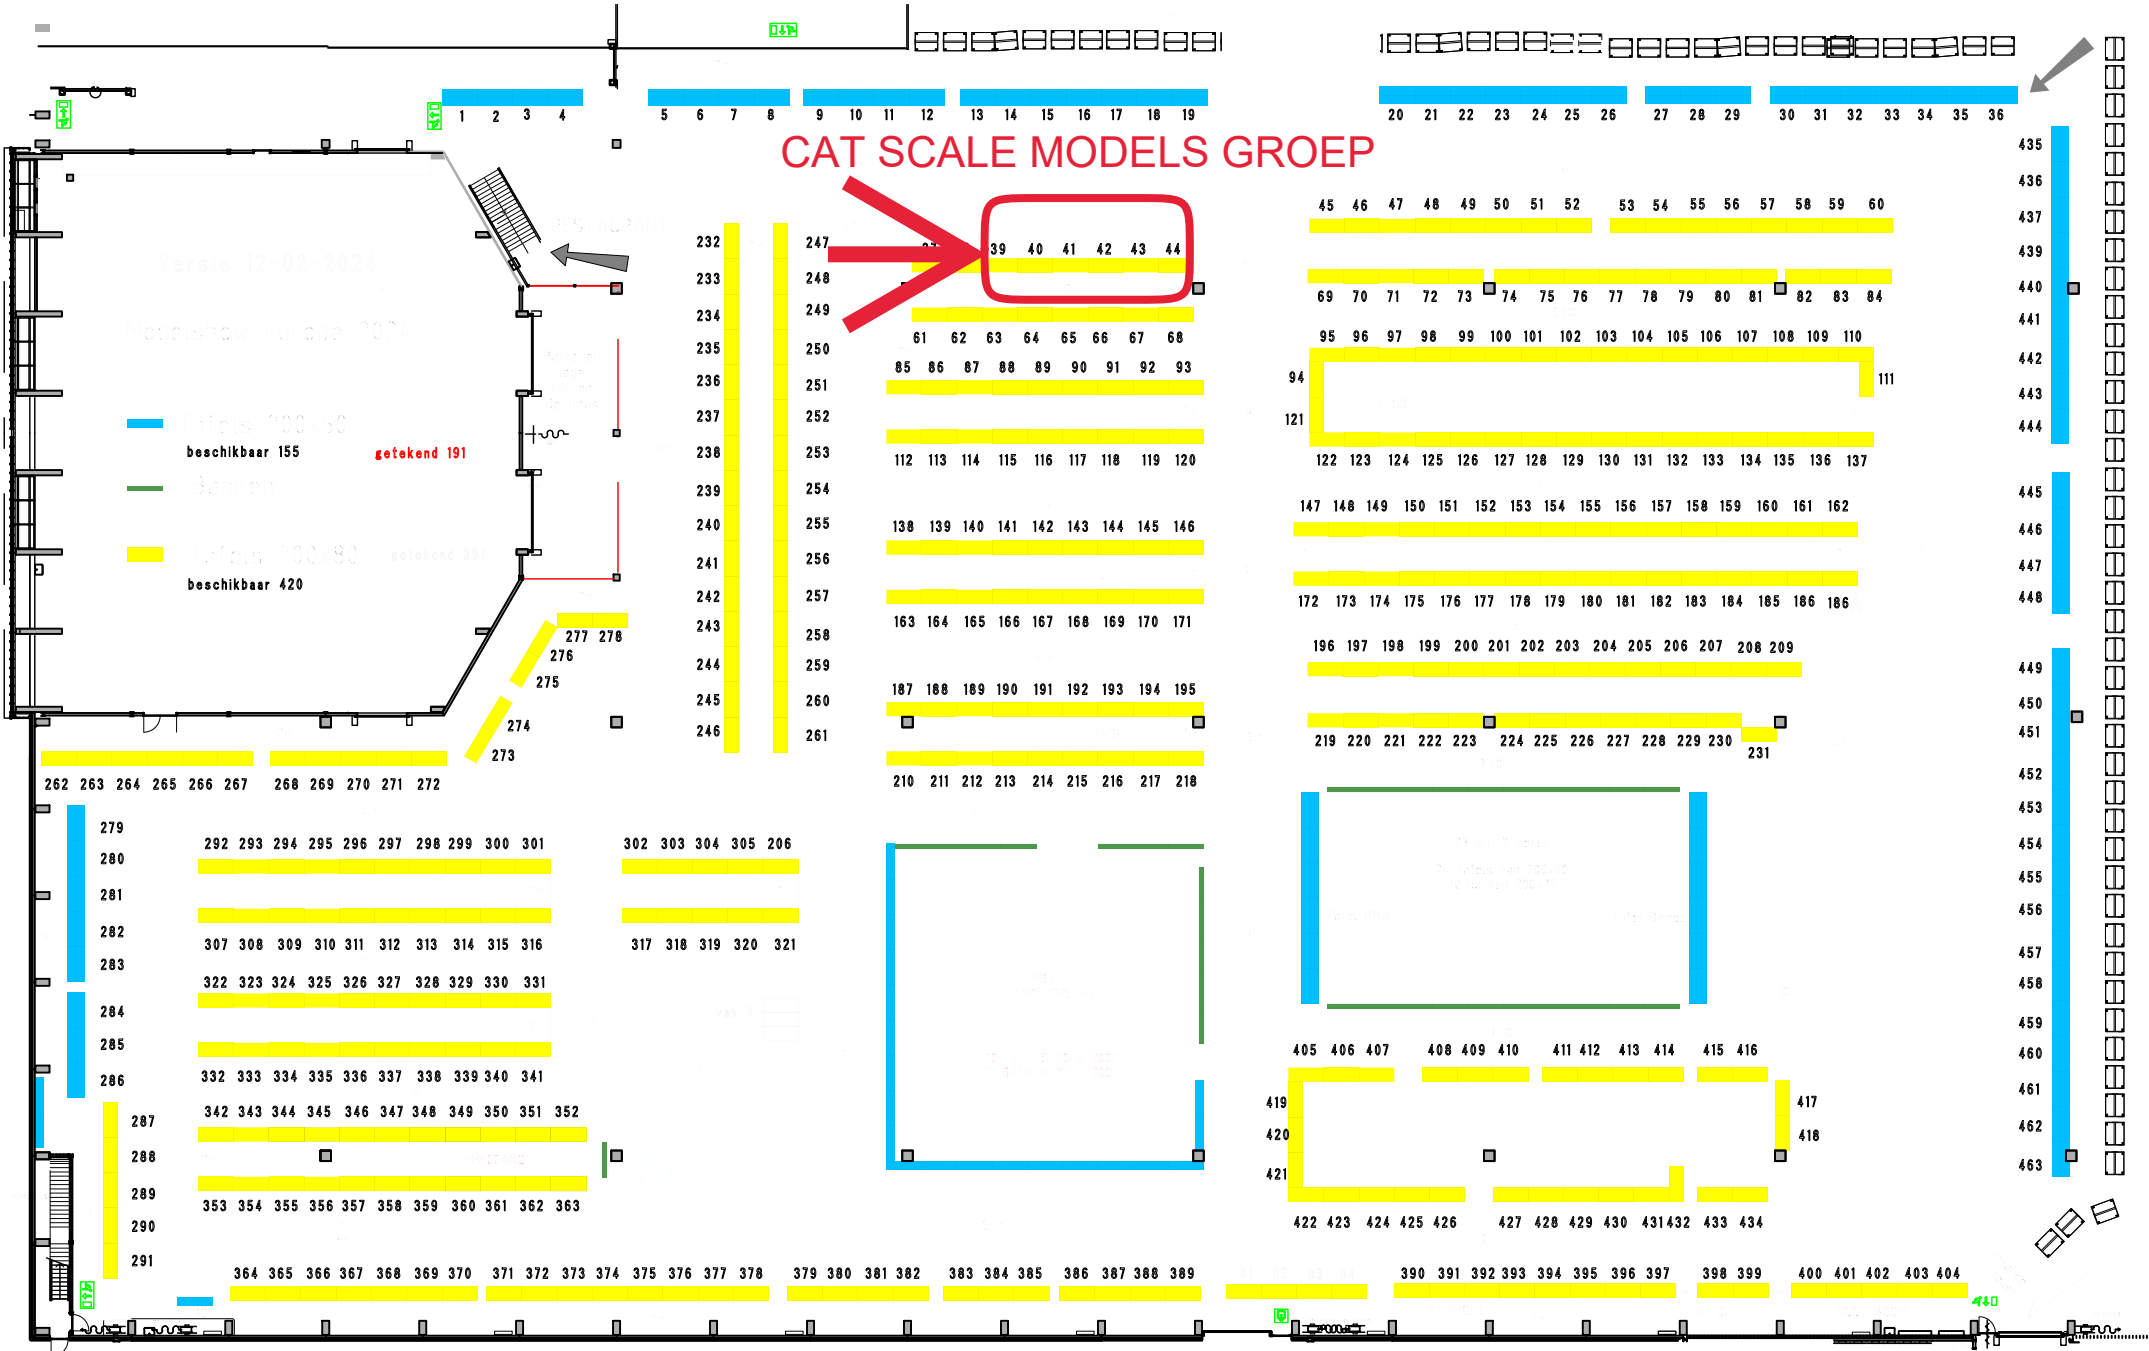 1 2 3 4 5 6 7 8 9 10 11 12 13 14 15 16 17 18 19 20 21 22 23 24 25 26 27 28 29 30 31 32 33 34 35 36
CAT SCALE MODELS GROEP
45 46 47 48 49 50 51 52 53 54 55 56 57 58 59 60
39 40 41 42 43 44
69 70 71 72 73 74 75 76 77 78 79 80 81 82 83 84
61 62 63 64 65 66 67 68
95 96 97 98 99 100 101 102 103 104 105 106 107 108 109 110
85 86 87 88 89 90 91 92 93
94 111
121
112 113 114 115 116 117 118 119 120
122 123 124 125 126 127 128 129 130 131 132 133 134 135 136 137
147 148 149 150 151 152 153 154 155 156 157 158 159 160 161 162
138 139 140 141 142 143 144 145 146
172 173 174 175 176 177 178 179 180 181 182 183 184 185 186 186
163 164 165 166 167 168 169 170 171
196 197 198 199 200 201 202 203 204 205 206 207 208 209
187 188 189 190 191 192 193 194 195
219 220 221 222 223 224 225 226 227 228 229 230
231
210 211 212 213 214 215 216 217 218
232
233
234
235
236
237
238
239
240
241
242
243
244
245
246
247
248
249
250
251
252
253
254
255
256
257
258
259
260
261
Versie 12-02-2024
Modelshow Europe 2024
Tafels 200*50
beschikbaar 155 getekend 191
Banken
Tafels 200*80 getekend 397
beschikbaar 420
277 278
276
275
274
273
262 263 264 265 266 267 268 269 270 271 272
279
280
281
282
283
284
285
286
287
288
289
290
291
292 293 294 295 296 297 298 299 300 301 302 303 304 305 206
307 308 309 310 311 312 313 314 315 316 317 318 319 320 321
322 323 324 325 326 327 328 329 330 331
332 333 334 335 336 337 338 339 340 341
342 343 344 345 346 347 348 349 350 351 352
353 354 355 356 357 358 359 360 361 362 363
364 365 366 367 368 369 370 371 372 373 374 375 376 377 378 379 380 381 382 383 384 385 386 387 388 389 390 391 392 393 394 395 396 397 398 399 400 401 402 403 404
405 406 407 408 409 410 411 412 413 414 415 416
419 417
420 418
421
422 423 424 425 426 427 428 429 430 431 432 433 434
435
436
437
439
440
441
442
443
444
445
446
447
448
449
450
451
452
453
454
455
456
457
458
459
460
461
462
463